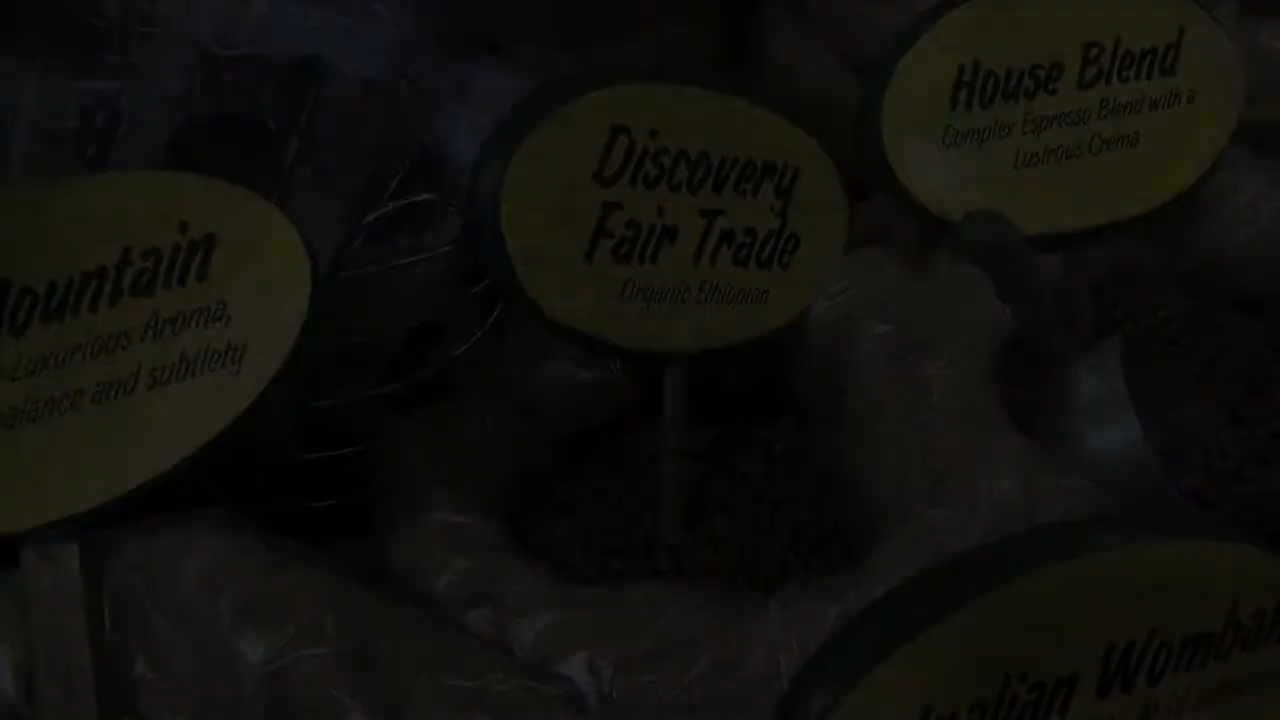 House Blend
Complex Espresso Blend with a
Lustrous Crema
Discovery
Fair Trade
Organic Ethiopian
Mountain
Luxurious Aroma,
balance and subtlety
Wombat